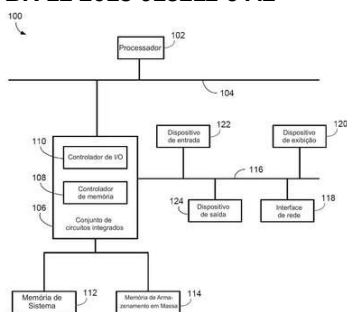 100
102
Processador
104
122
Dispositivo
de entrada
120
Dispositivo
de exibição
110
Controlador de I/O
108
Controlador
de memória
106
Conjunto de
circuitos integrados
116
124
Dispositivo
de saída
Interface
de rede
118
Memória de
Sistema
112
Memória de Arma-
zenamento em Massa
114